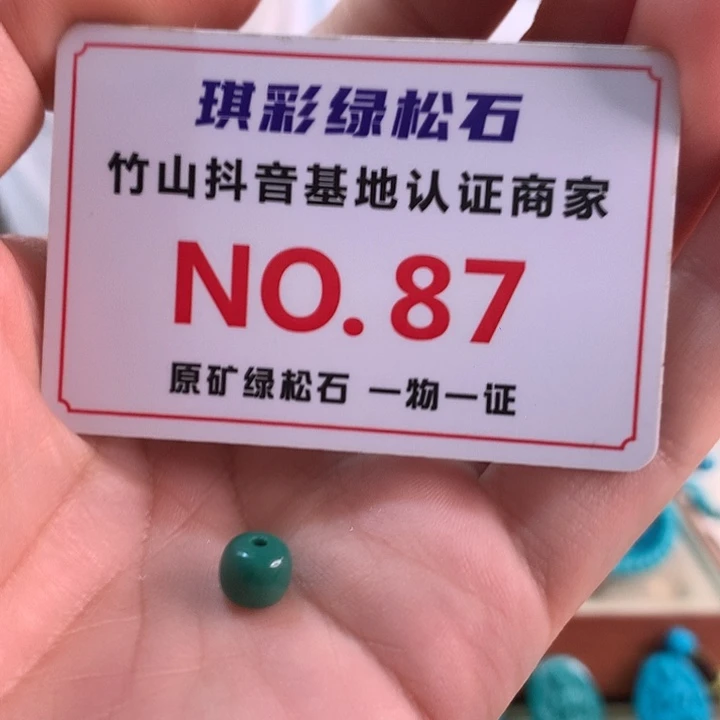 琪彩绿松石
竹山抖音基地认证商家
NO.87
原矿绿松石 一物一证